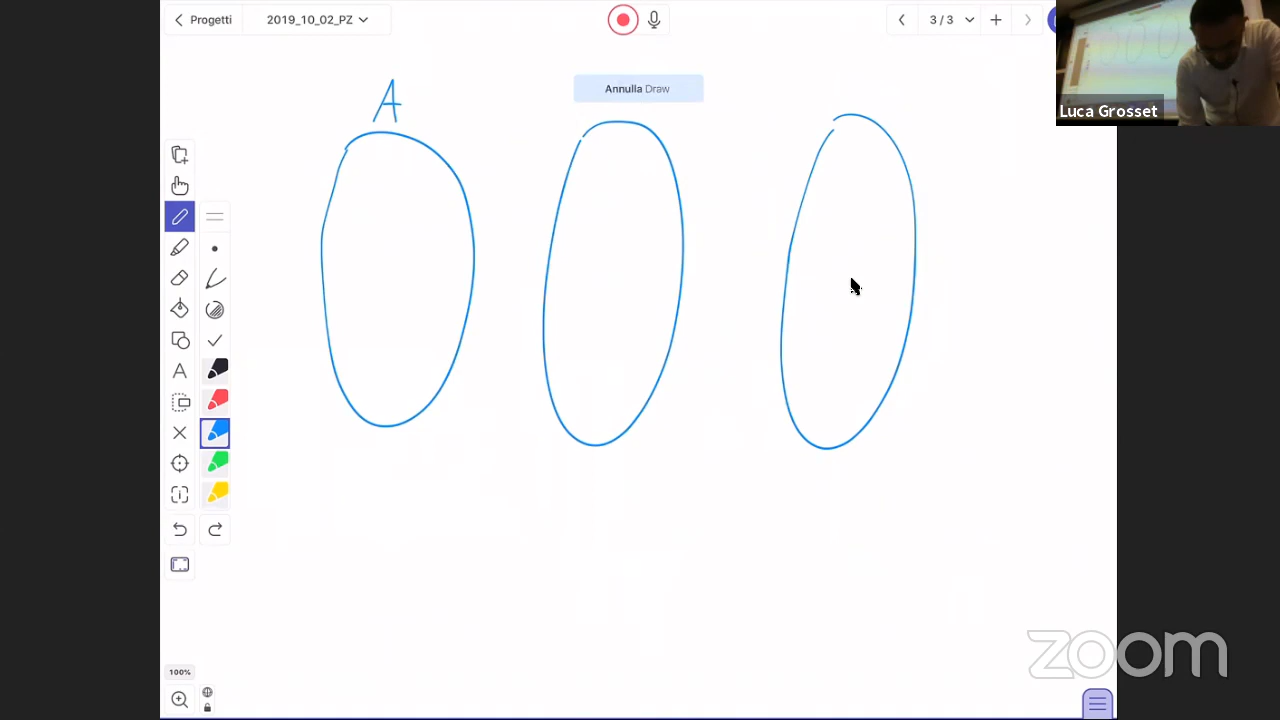 Progetti
2019_10_02_PZ
3 / 3
Luca Grosset
Annulla Draw
A
A
100%
zoom